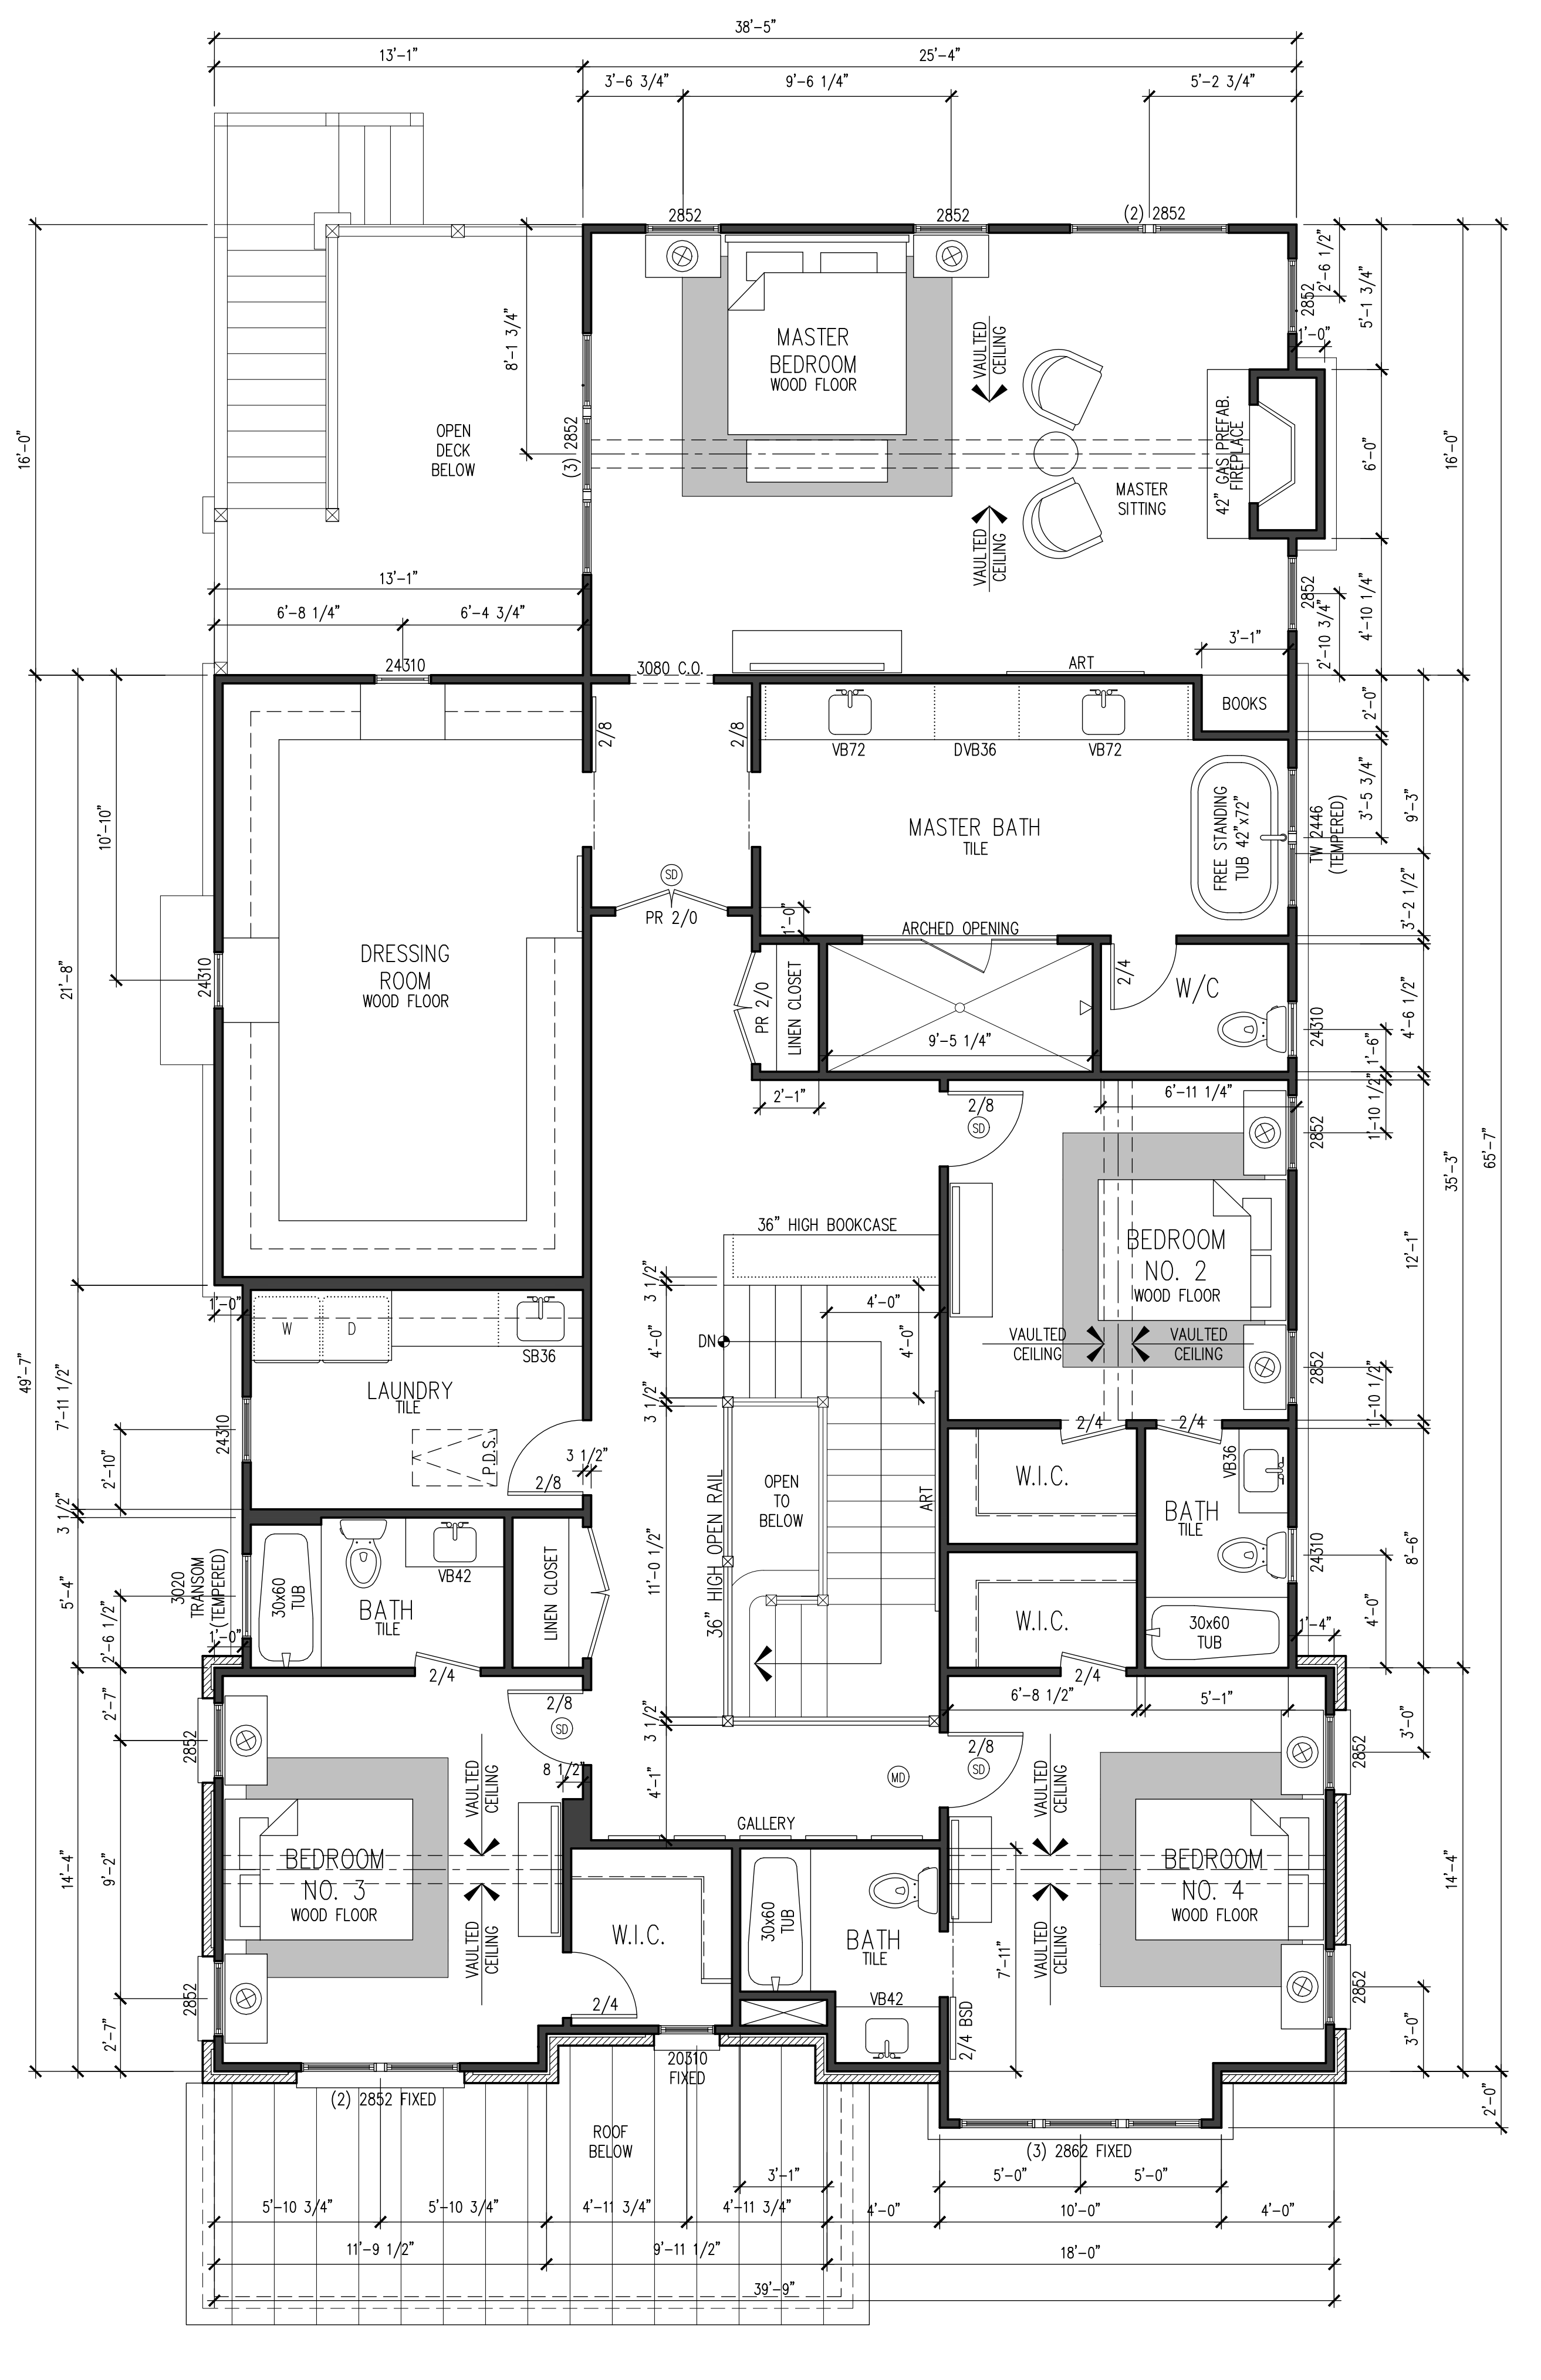 38'-5"
13'-1"
25'-4"
3'-6 3/4"
9'-6 1/4"
5'-2 3/4"
2852
2852
(2) 2852
2'-6 1/2"
5'-1 3/4"
2852
1'-0"
8'-1 3/4"
MASTER
BEDROOM
WOOD FLOOR
VAULTED
CEILING
16'-0"
OPEN
DECK
BELOW
(3) 2852
42" GAS PREFAB.
FIREPLACE
6'-0"
16'-0"
MASTER
SITTING
VAULTED
CEILING
13'-1"
6'-8 1/4"
6'-4 3/4"
2852
2'-10 3/4"
4'-10 1/4"
3'-1"
24310
3080 C.O.
ART
BOOKS
2'-0"
2/8
2/8
VB72
DVB36
VB72
10'-10"
MASTER BATH
TILE
FREE STANDING
TUB 42"x72"
TW 2446
(TEMPERED)
3'-5 3/4"
9'-3"
SD
PR 2/0
1'-0"
ARCHED OPENING
3'-2 1/2"
DRESSING
ROOM
WOOD FLOOR
21'-8"
24310
PR 2/0
LINEN CLOSET
2/4
W/C
9'-5 1/4"
24310
1'-6"
4'-6 1/2"
2'-1"
2/8
SD
6'-11 1/4"
2852
1'-10 1/2"
35'-3"
65'-7"
36" HIGH BOOKCASE
BEDROOM
NO. 2
WOOD FLOOR
12'-1"
3 1/2"
1'-0"
W
D
SB36
4'-0"
DN
4'-0"
4'-0"
VAULTED
CEILING
VAULTED
CEILING
2852
1'-10 1/2"
49'-7"
7'-11 1/2"
LAUNDRY
TILE
3 1/2"
24310
2'-10"
P.D.S.
2/8
3 1/2"
2/4
2/4
VB36
W.I.C.
OPEN
TO
BELOW
ART
BATH
TILE
36" HIGH OPEN RAIL
11'-0 1/2"
3 1/2"
5'-4"
3020
TRANSOM
(TEMPERED)
2'-6 1/2"
1'-0"
30x60
TUB
VB42
BATH
TILE
LINEN CLOSET
24310
8'-6"
4'-0"
W.I.C.
30x60
TUB
1'-4"
2/4
2/4
2'-7"
2/8
SD
3 1/2"
6'-8 1/2"
5'-1"
2852
2/8
SD
MD
3'-0"
2852
8 1/2"
4'-1"
VAULTED
CEILING
VAULTED
CEILING
GALLERY
14'-4"
9'-2"
BEDROOM
NO. 3
WOOD FLOOR
BEDROOM
NO. 4
WOOD FLOOR
14'-4"
VAULTED
CEILING
W.I.C.
30x60
TUB
BATH
TILE
7'-11"
VAULTED
CEILING
2852
2'-7"
2/4
VB42
2/4 BSD
2852
3'-0"
20310
FIXED
(2) 2852 FIXED
2'-0"
ROOF
BELOW
(3) 2862 FIXED
3'-1"
5'-0"
5'-0"
5'-10 3/4"
5'-10 3/4"
4'-11 3/4"
4'-11 3/4"
4'-0"
10'-0"
4'-0"
11'-9 1/2"
9'-11 1/2"
18'-0"
39'-9"